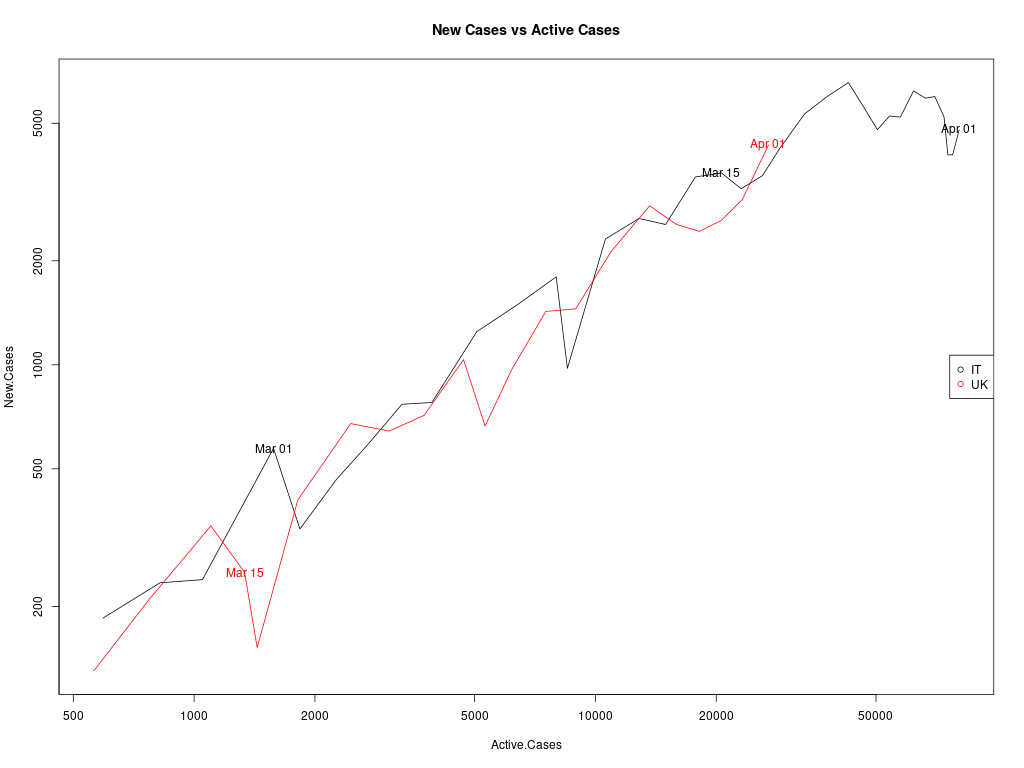 New Cases vs Active Cases
New.Cases
5000
2000
1000
500
200
Apr 01
Apr 01
Mar 15
Mar 01
Mar 15
IT
UK
500 1000 2000 5000 10000 20000 50000
Active.Cases